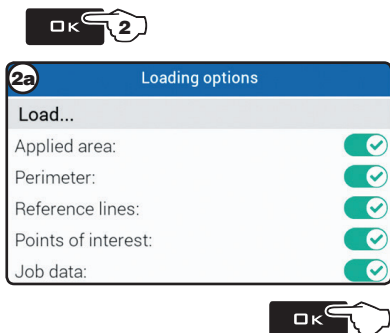 OK 2
2a Loading options
Load...
Applied area:
Perimeter:
Reference lines:
Points of interest:
Job data:
OK